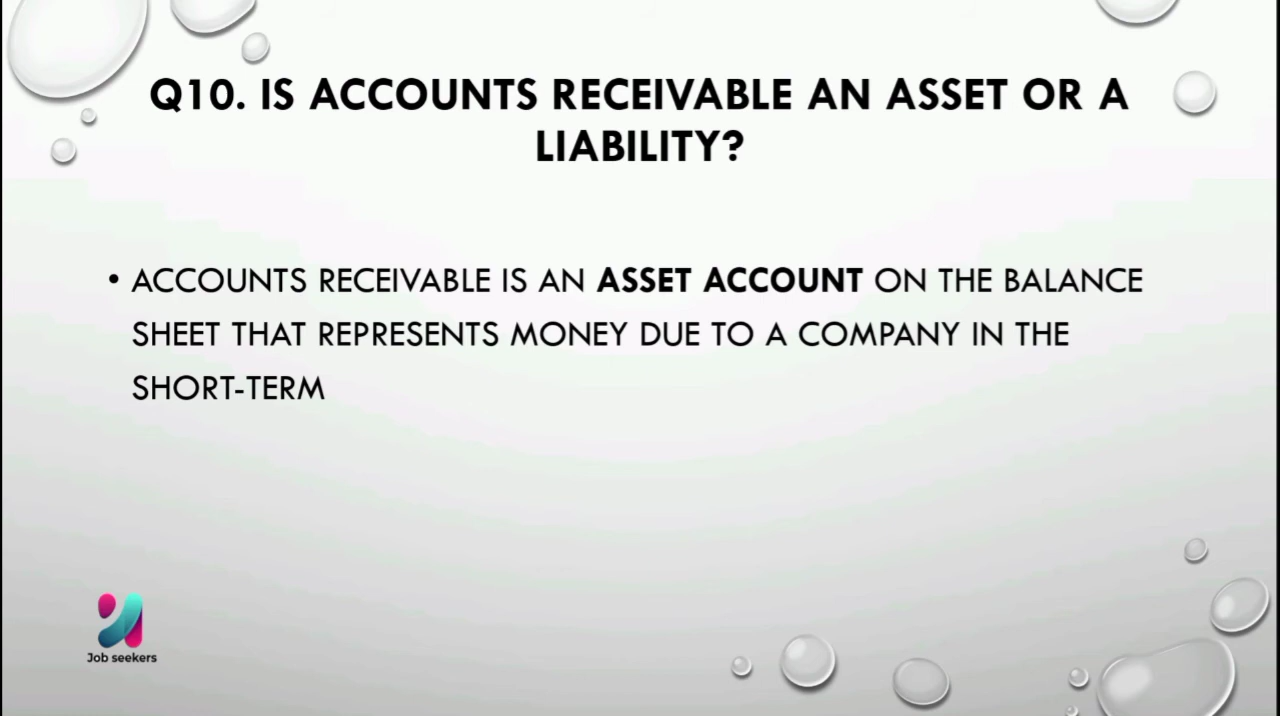 Q10. IS ACCOUNTS RECEIVABLE AN ASSET OR A
LIABILITY?
• ACCOUNTS RECEIVABLE IS AN ASSET ACCOUNT ON THE BALANCE
SHEET THAT REPRESENTS MONEY DUE TO A COMPANY IN THE
SHORT-TERM
Job seekers